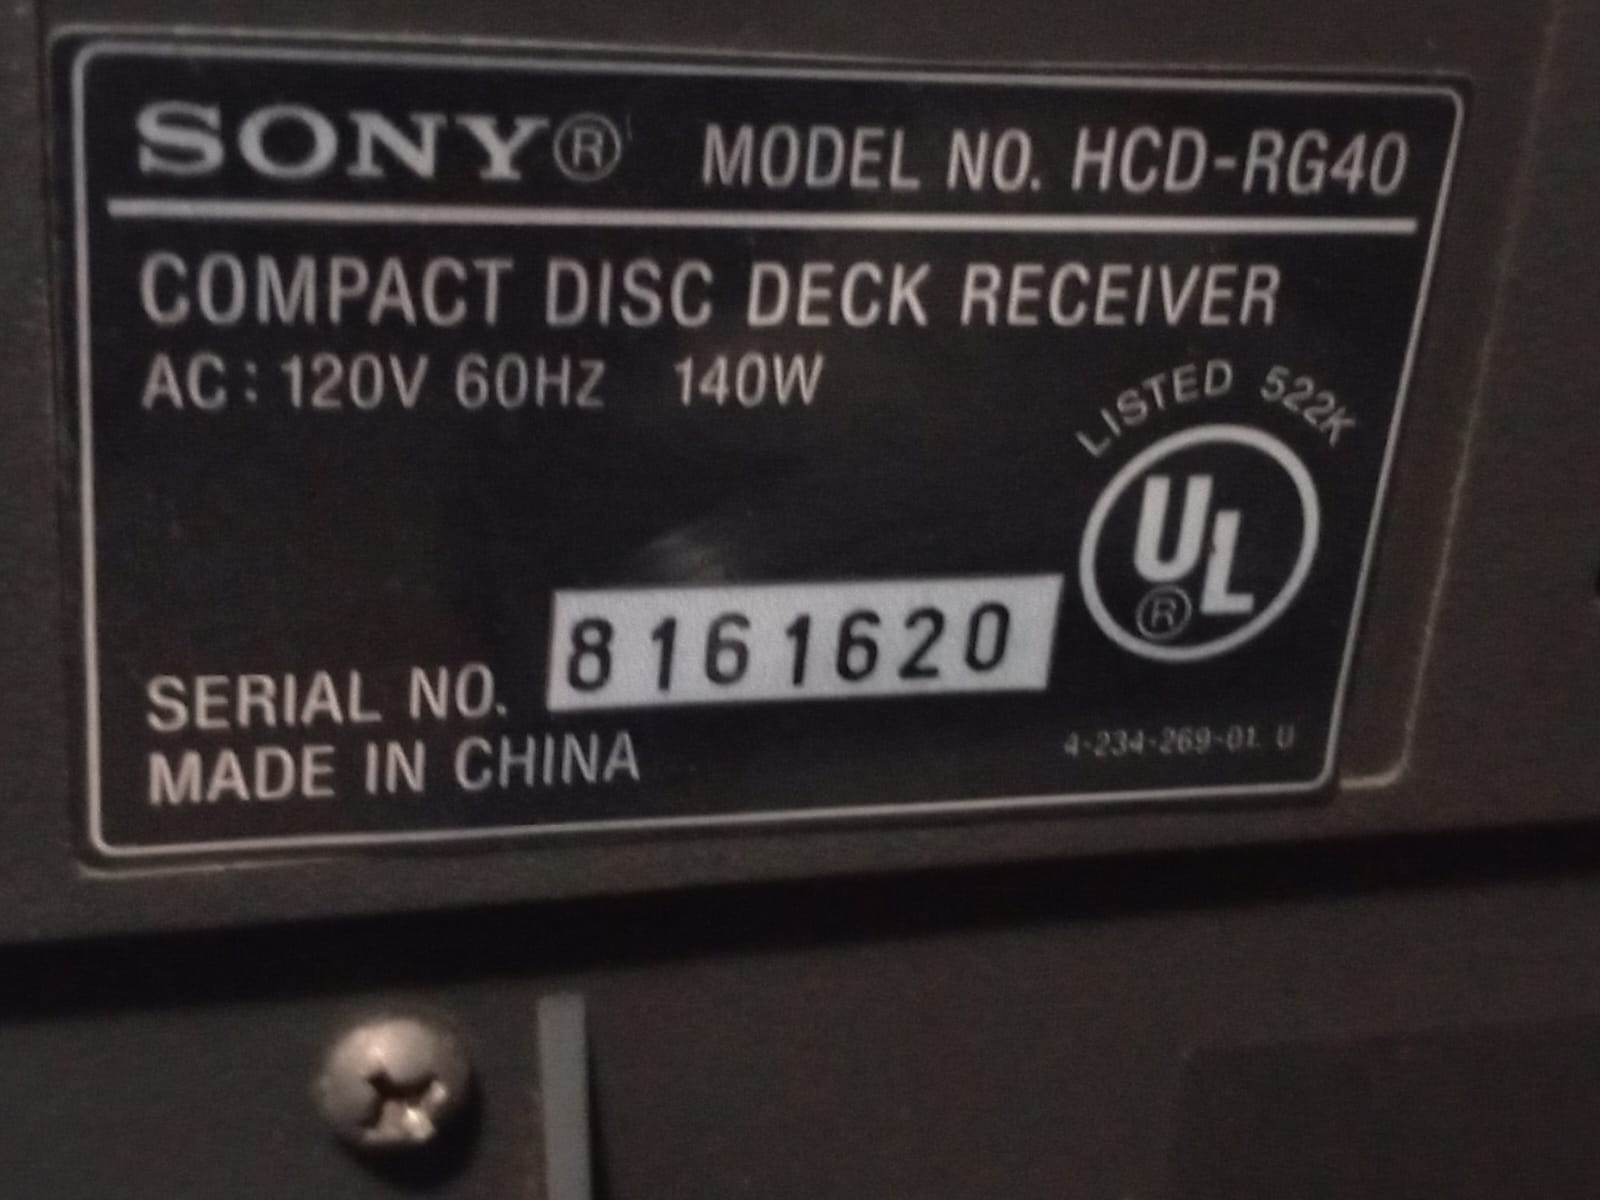 SONY® MODEL NO. HCD-RG40
COMPACT DISC DECK RECEIVER
AC: 120V 60HZ 140W
LISTED 522K
UL®
SERIAL NO. 8161620
MADE IN CHINA
4-234-269-01 U